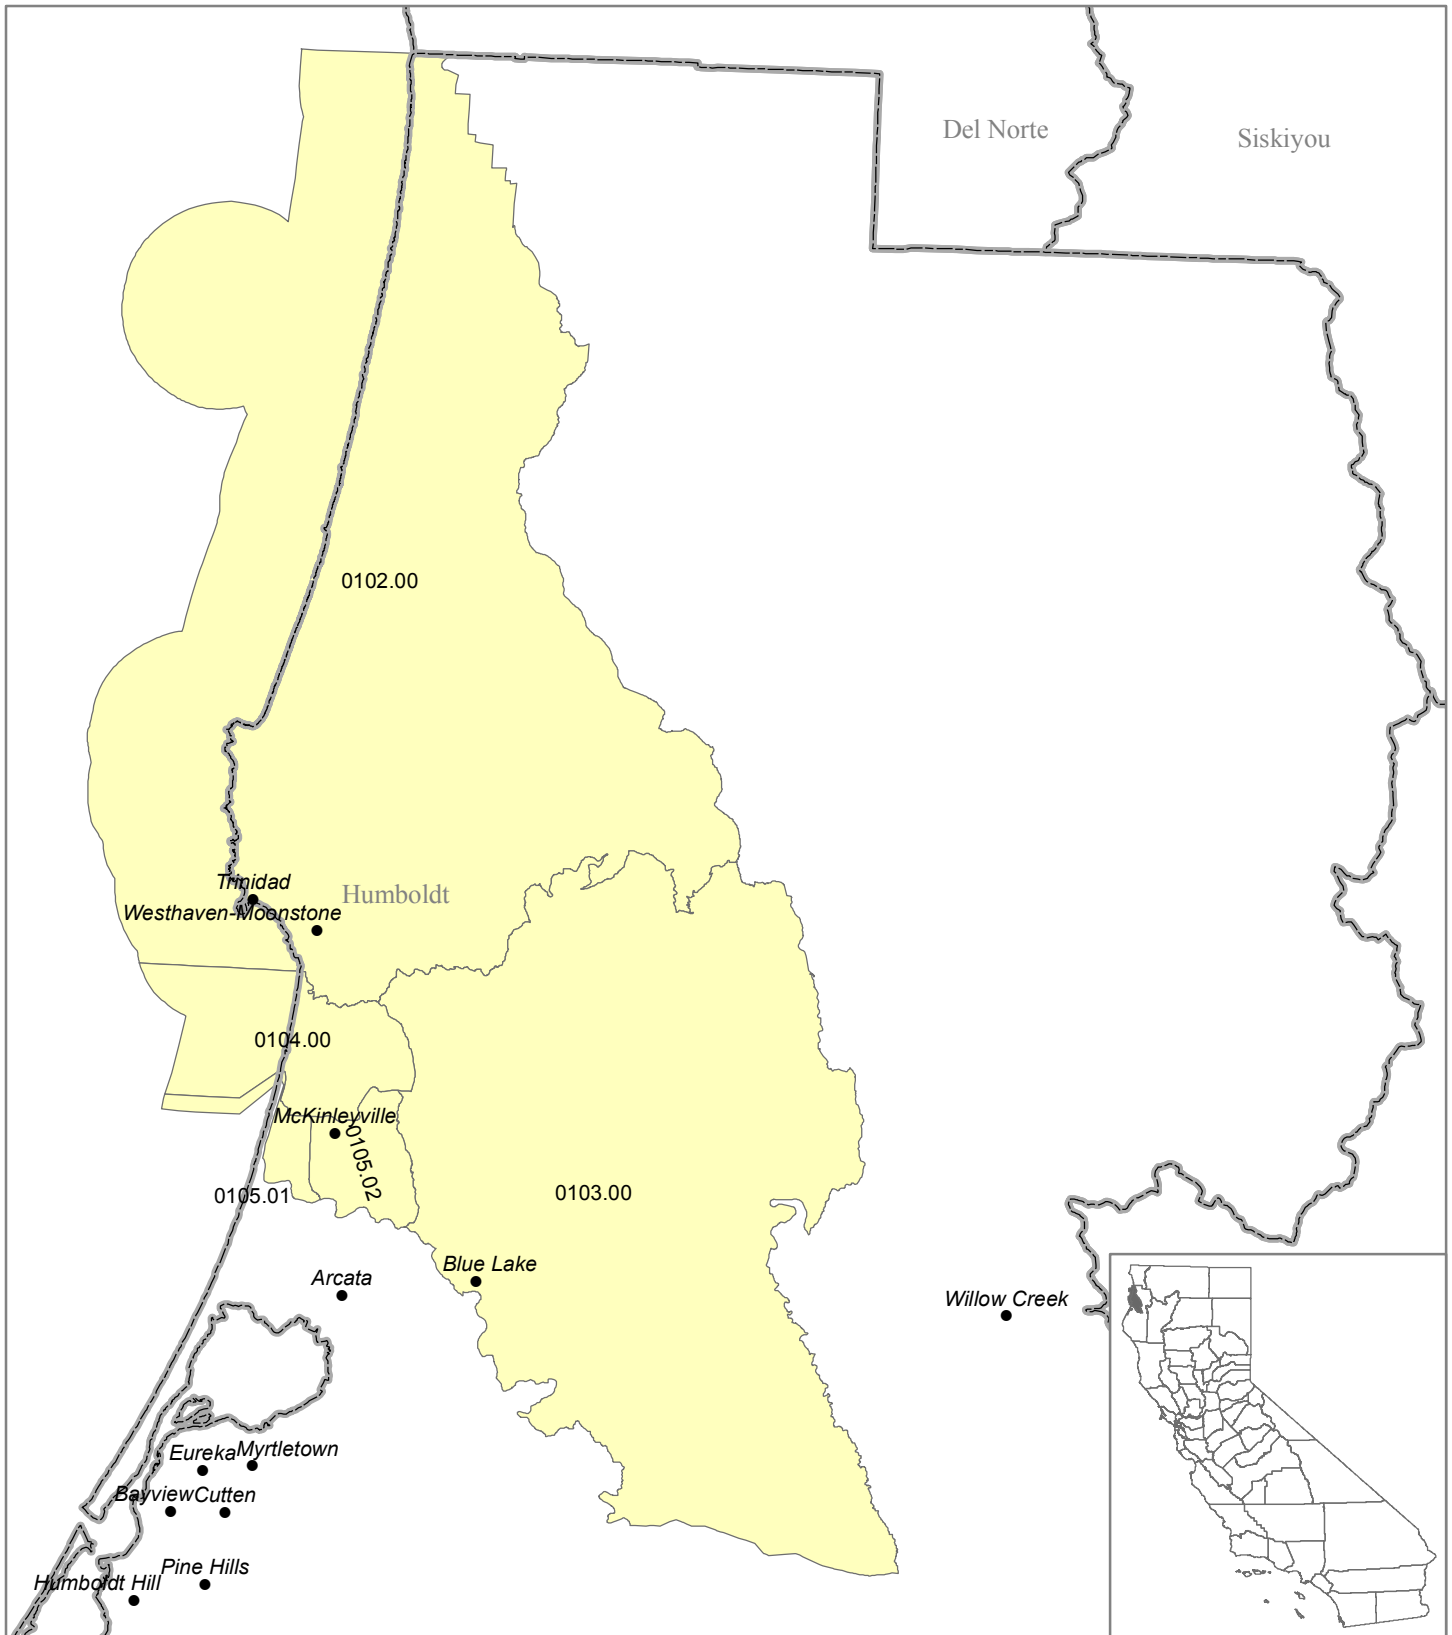 Del Norte
Siskiyou
0102.00
Trinidad
Humboldt
Westhaven-Moonstone
0104.00
McKinleyville
0105.02
0105.01
0103.00
Blue Lake
Arcata
Willow Creek
Eureka
Myrtletown
Bayview
Cutten
Pine Hills
Humboldt Hill